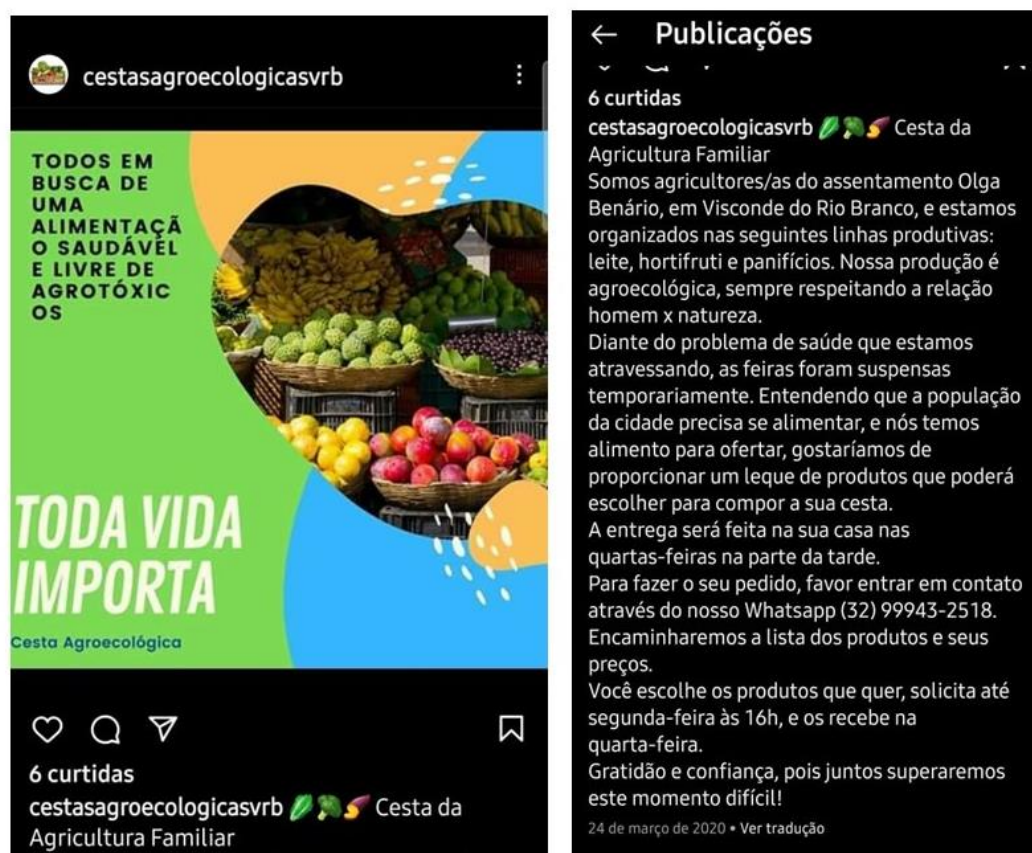 cestasagroecologicasvrb
TODOS EM
BUSCA DE
UMA
ALIMENTAÇÃ
O SAUDÁVEL
E LIVRE DE
AGROTÓXIC
OS
TODA VIDA
IMPORTA
Cesta Agroecológica
6 curtidas
cestasagroecologicasvrb 🥬🥦🍠 Cesta da
Agricultura Familiar
Publicações
6 curtidas
cestasagroecologicasvrb 🥬🥦🍠 Cesta da
Agricultura Familiar
Somos agricultores/as do assentamento Olga
Benário, em Visconde do Rio Branco, e estamos
organizados nas seguintes linhas produtivas:
leite, hortifruti e panifícios. Nossa produção é
agroecológica, sempre respeitando a relação
homem x natureza.
Diante do problema de saúde que estamos
atravessando, as feiras foram suspensas
temporariamente. Entendendo que a população
da cidade precisa se alimentar, e nós temos
alimento para ofertar, gostaríamos de
proporcionar um leque de produtos que poderá
escolher para compor a sua cesta.
A entrega será feita na sua casa nas
quartas-feiras na parte da tarde.
Para fazer o seu pedido, favor entrar em contato
através do nosso Whatsapp (32) 99943-2518.
Encaminharemos a lista dos produtos e seus
preços.
Você escolhe os produtos que quer, solicita até
segunda-feira às 16h, e os recebe na
quarta-feira.
Gratidão e confiança, pois juntos superaremos
este momento difícil!
24 de março de 2020 • Ver tradução